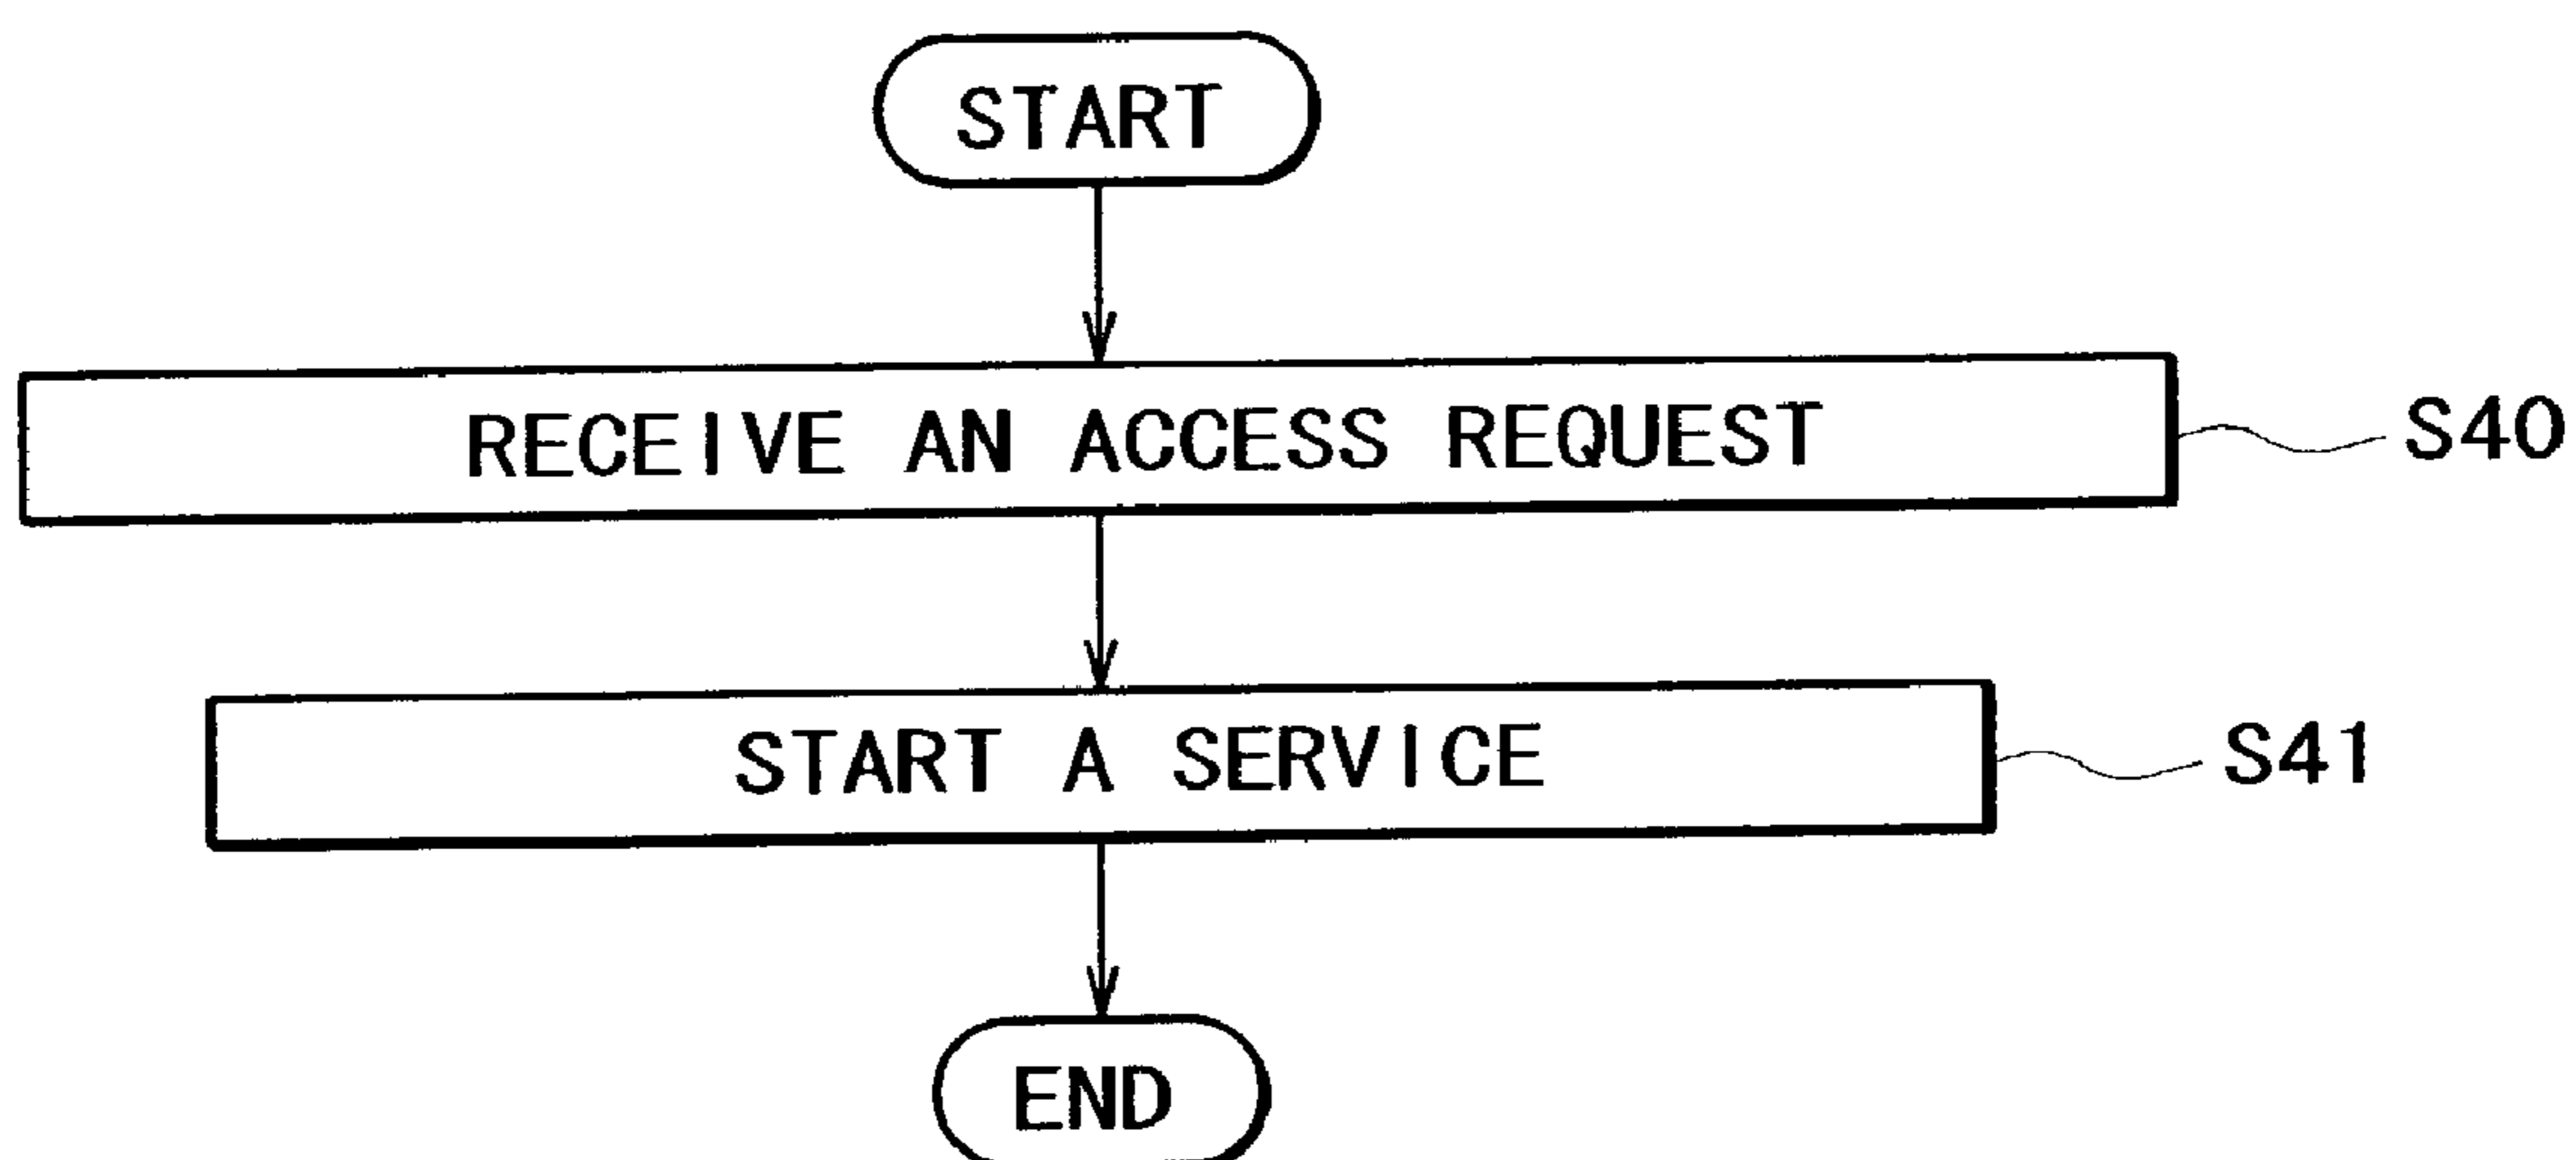 START
RECEIVE AN ACCESS REQUEST
S40
START A SERVICE
S41
END